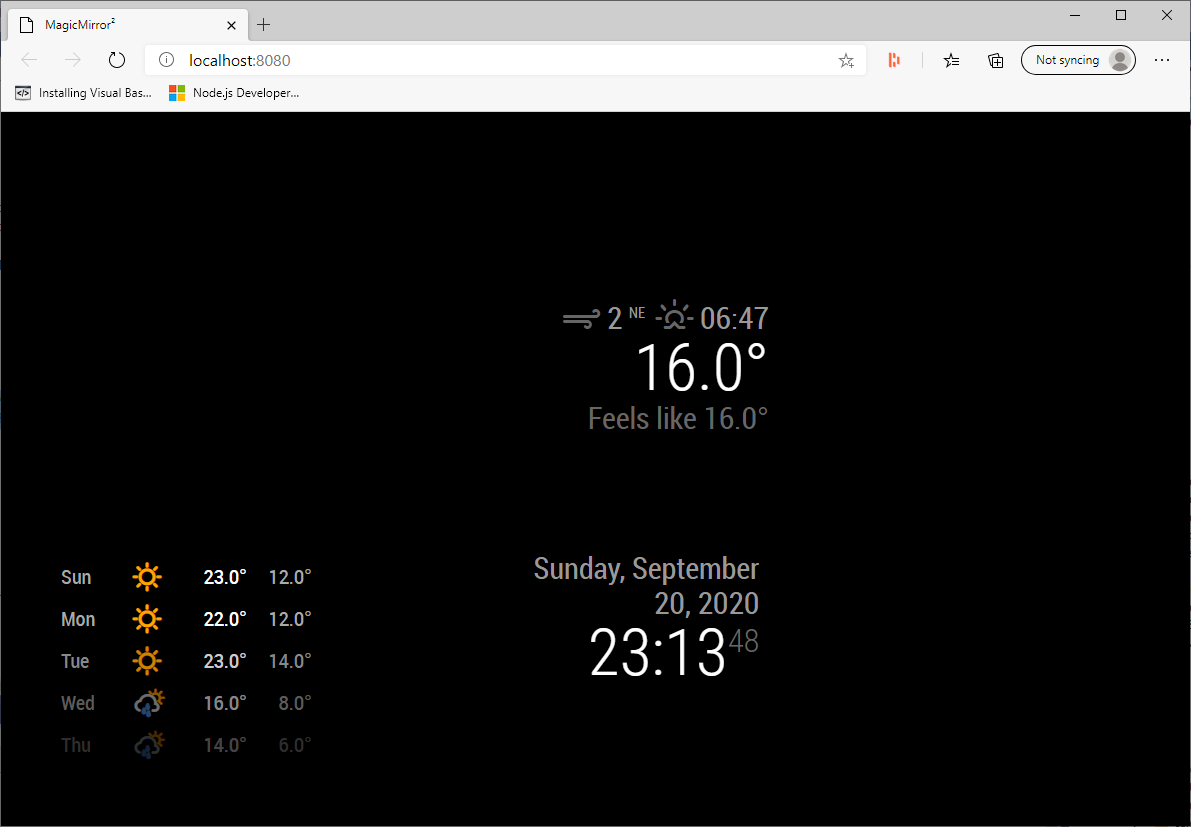 MagicMirror²
localhost:8080
Not syncing
Installing Visual Bas...
Node.js Developer...
2 NE 06:47
16.0°
Feels like 16.0°
Sunday, September
20, 2020
23:13 48
Sun 23.0° 12.0°
Mon 22.0° 12.0°
Tue 23.0° 14.0°
Wed 16.0° 8.0°
Thu 14.0° 6.0°